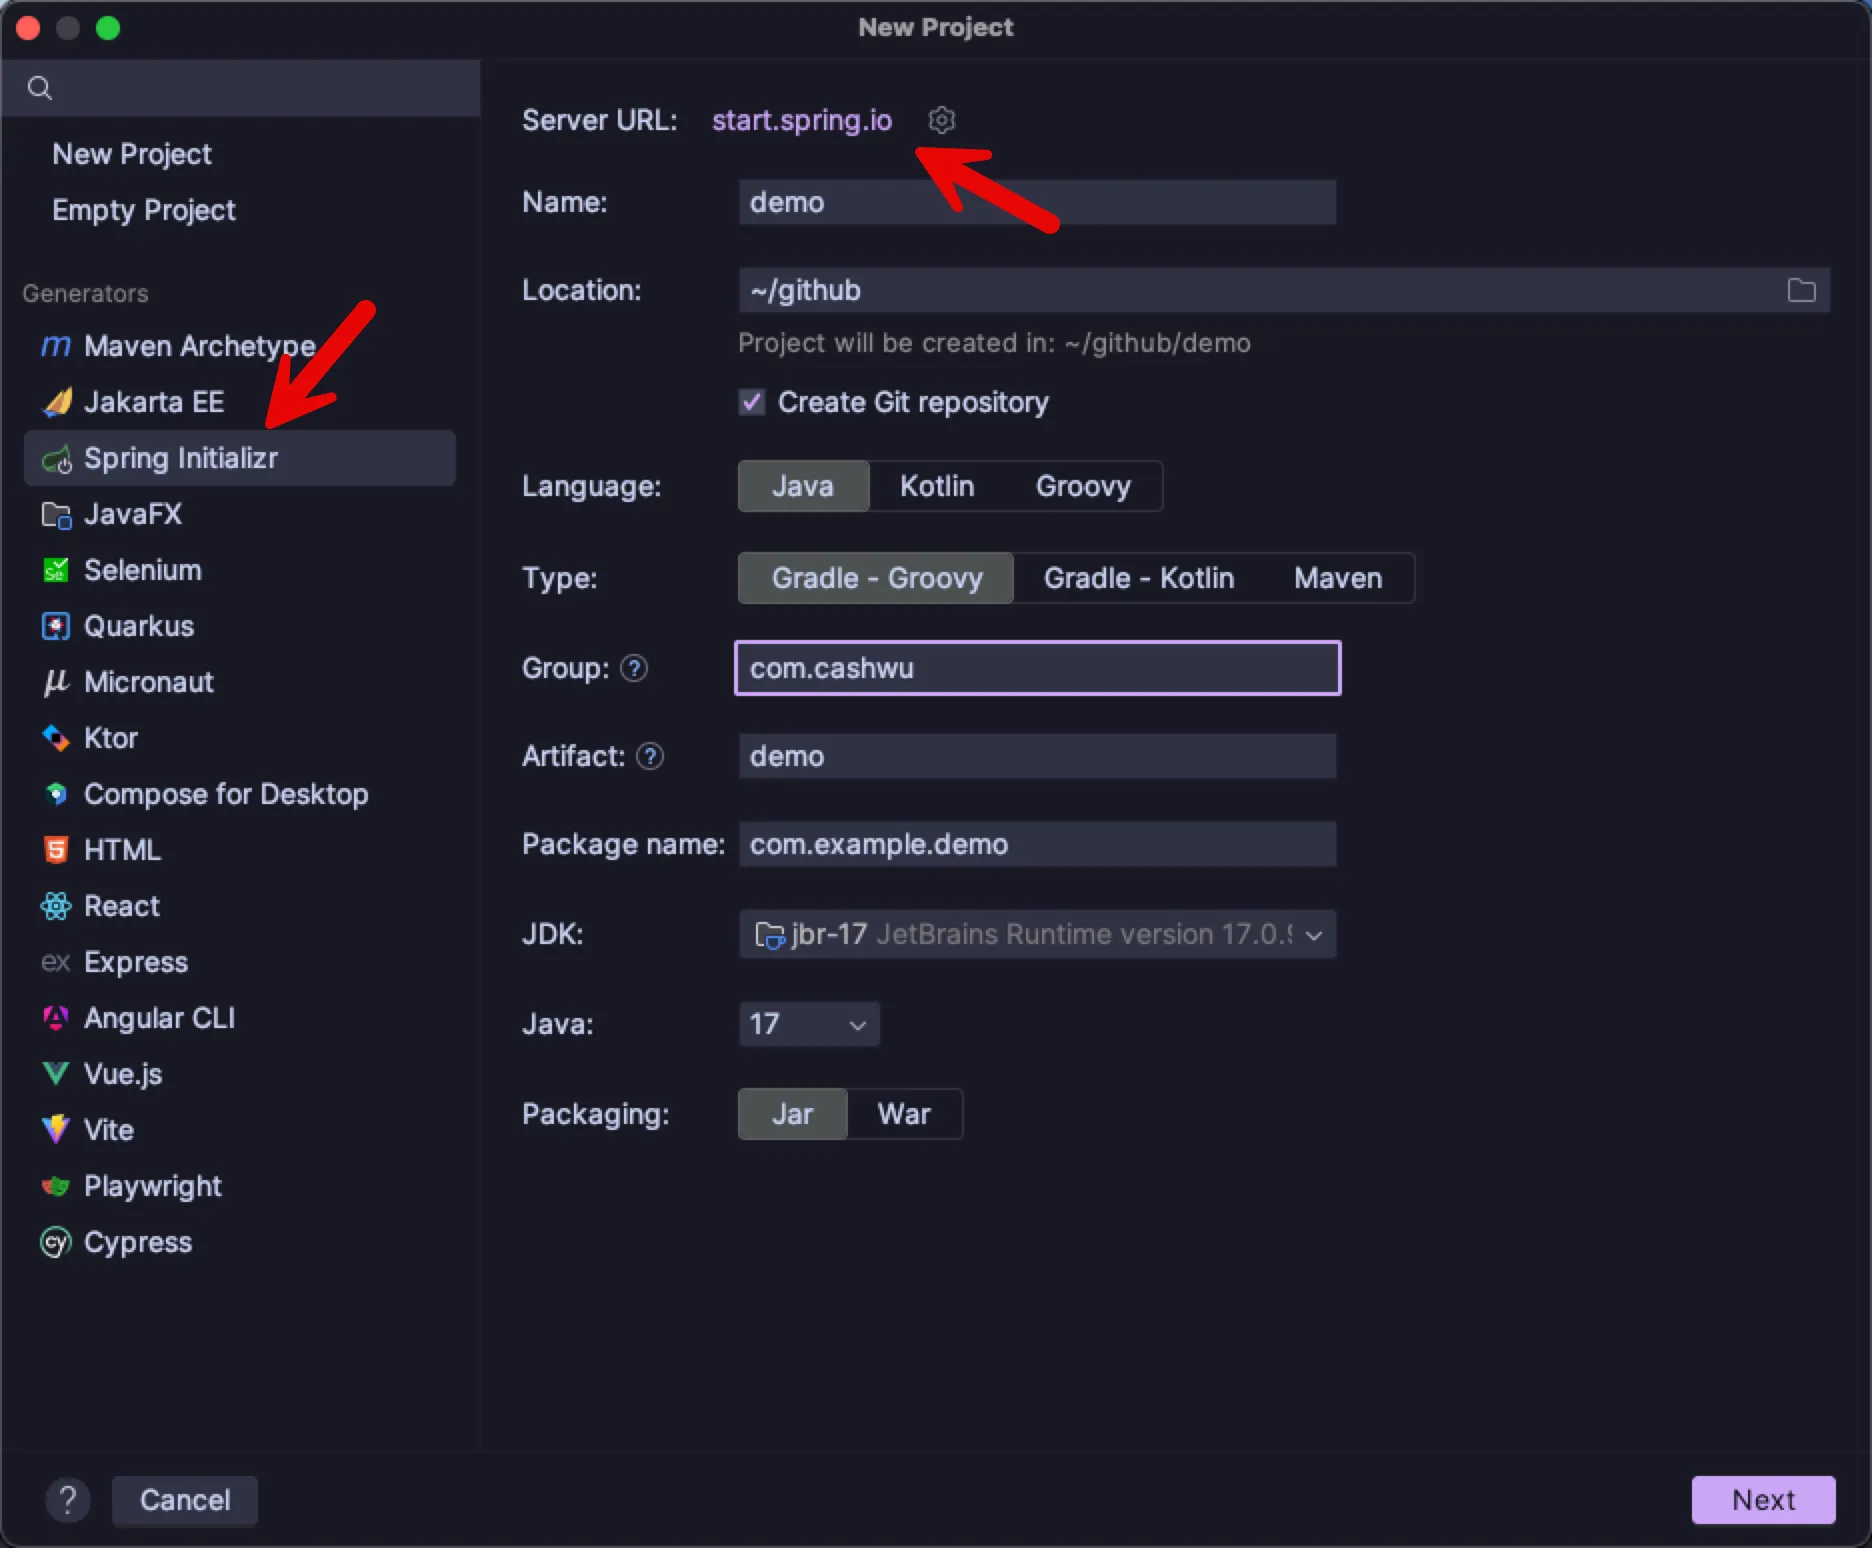 New Project
New Project
Empty Project
Generators
m Maven Archetype
Jakarta EE
Spring Initializr
JavaFX
Se Selenium
Quarkus
μ Micronaut
Ktor
Compose for Desktop
5 HTML
React
ex Express
Angular CLI
Vue.js
Vite
Playwright
cy Cypress
Server URL: start.spring.io
Name: demo
Location: ~/github
Project will be created in: ~/github/demo
Create Git repository
Language: Java Kotlin Groovy
Type: Gradle - Groovy Gradle - Kotlin Maven
Group: ? com.cashwu
Artifact: ? demo
Package name: com.example.demo
JDK: jbr-17 JetBrains Runtime version 17.0.
Java: 17
Packaging: Jar War
? Cancel Next